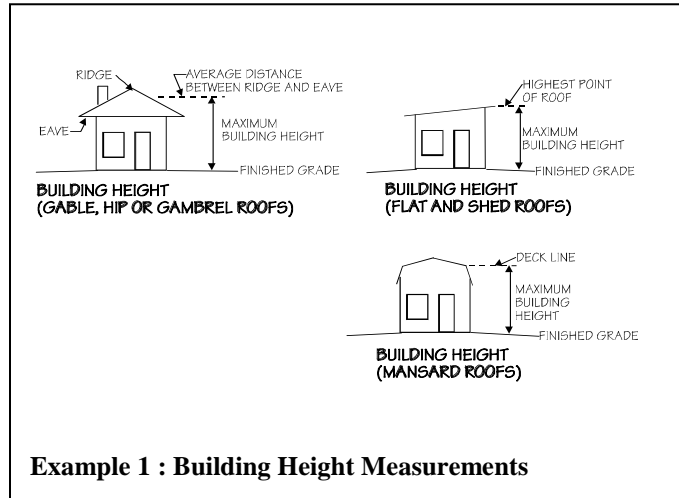 RIDGE
AVERAGE DISTANCE
BETWEEN RIDGE AND EAVE
EAVE
MAXIMUM
BUILDING HEIGHT
FINISHED GRADE
BUILDING HEIGHT
(GABLE, HIP OR GAMBREL ROOFS)
HIGHEST POINT
OF ROOF
MAXIMUM
BUILDING HEIGHT
FINISHED GRADE
BUILDING HEIGHT
(FLAT AND SHED ROOFS)
DECK LINE
MAXIMUM
BUILDING
HEIGHT
FINISHED GRADE
BUILDING HEIGHT
(MANSARD ROOFS)
Example 1 : Building Height Measurements